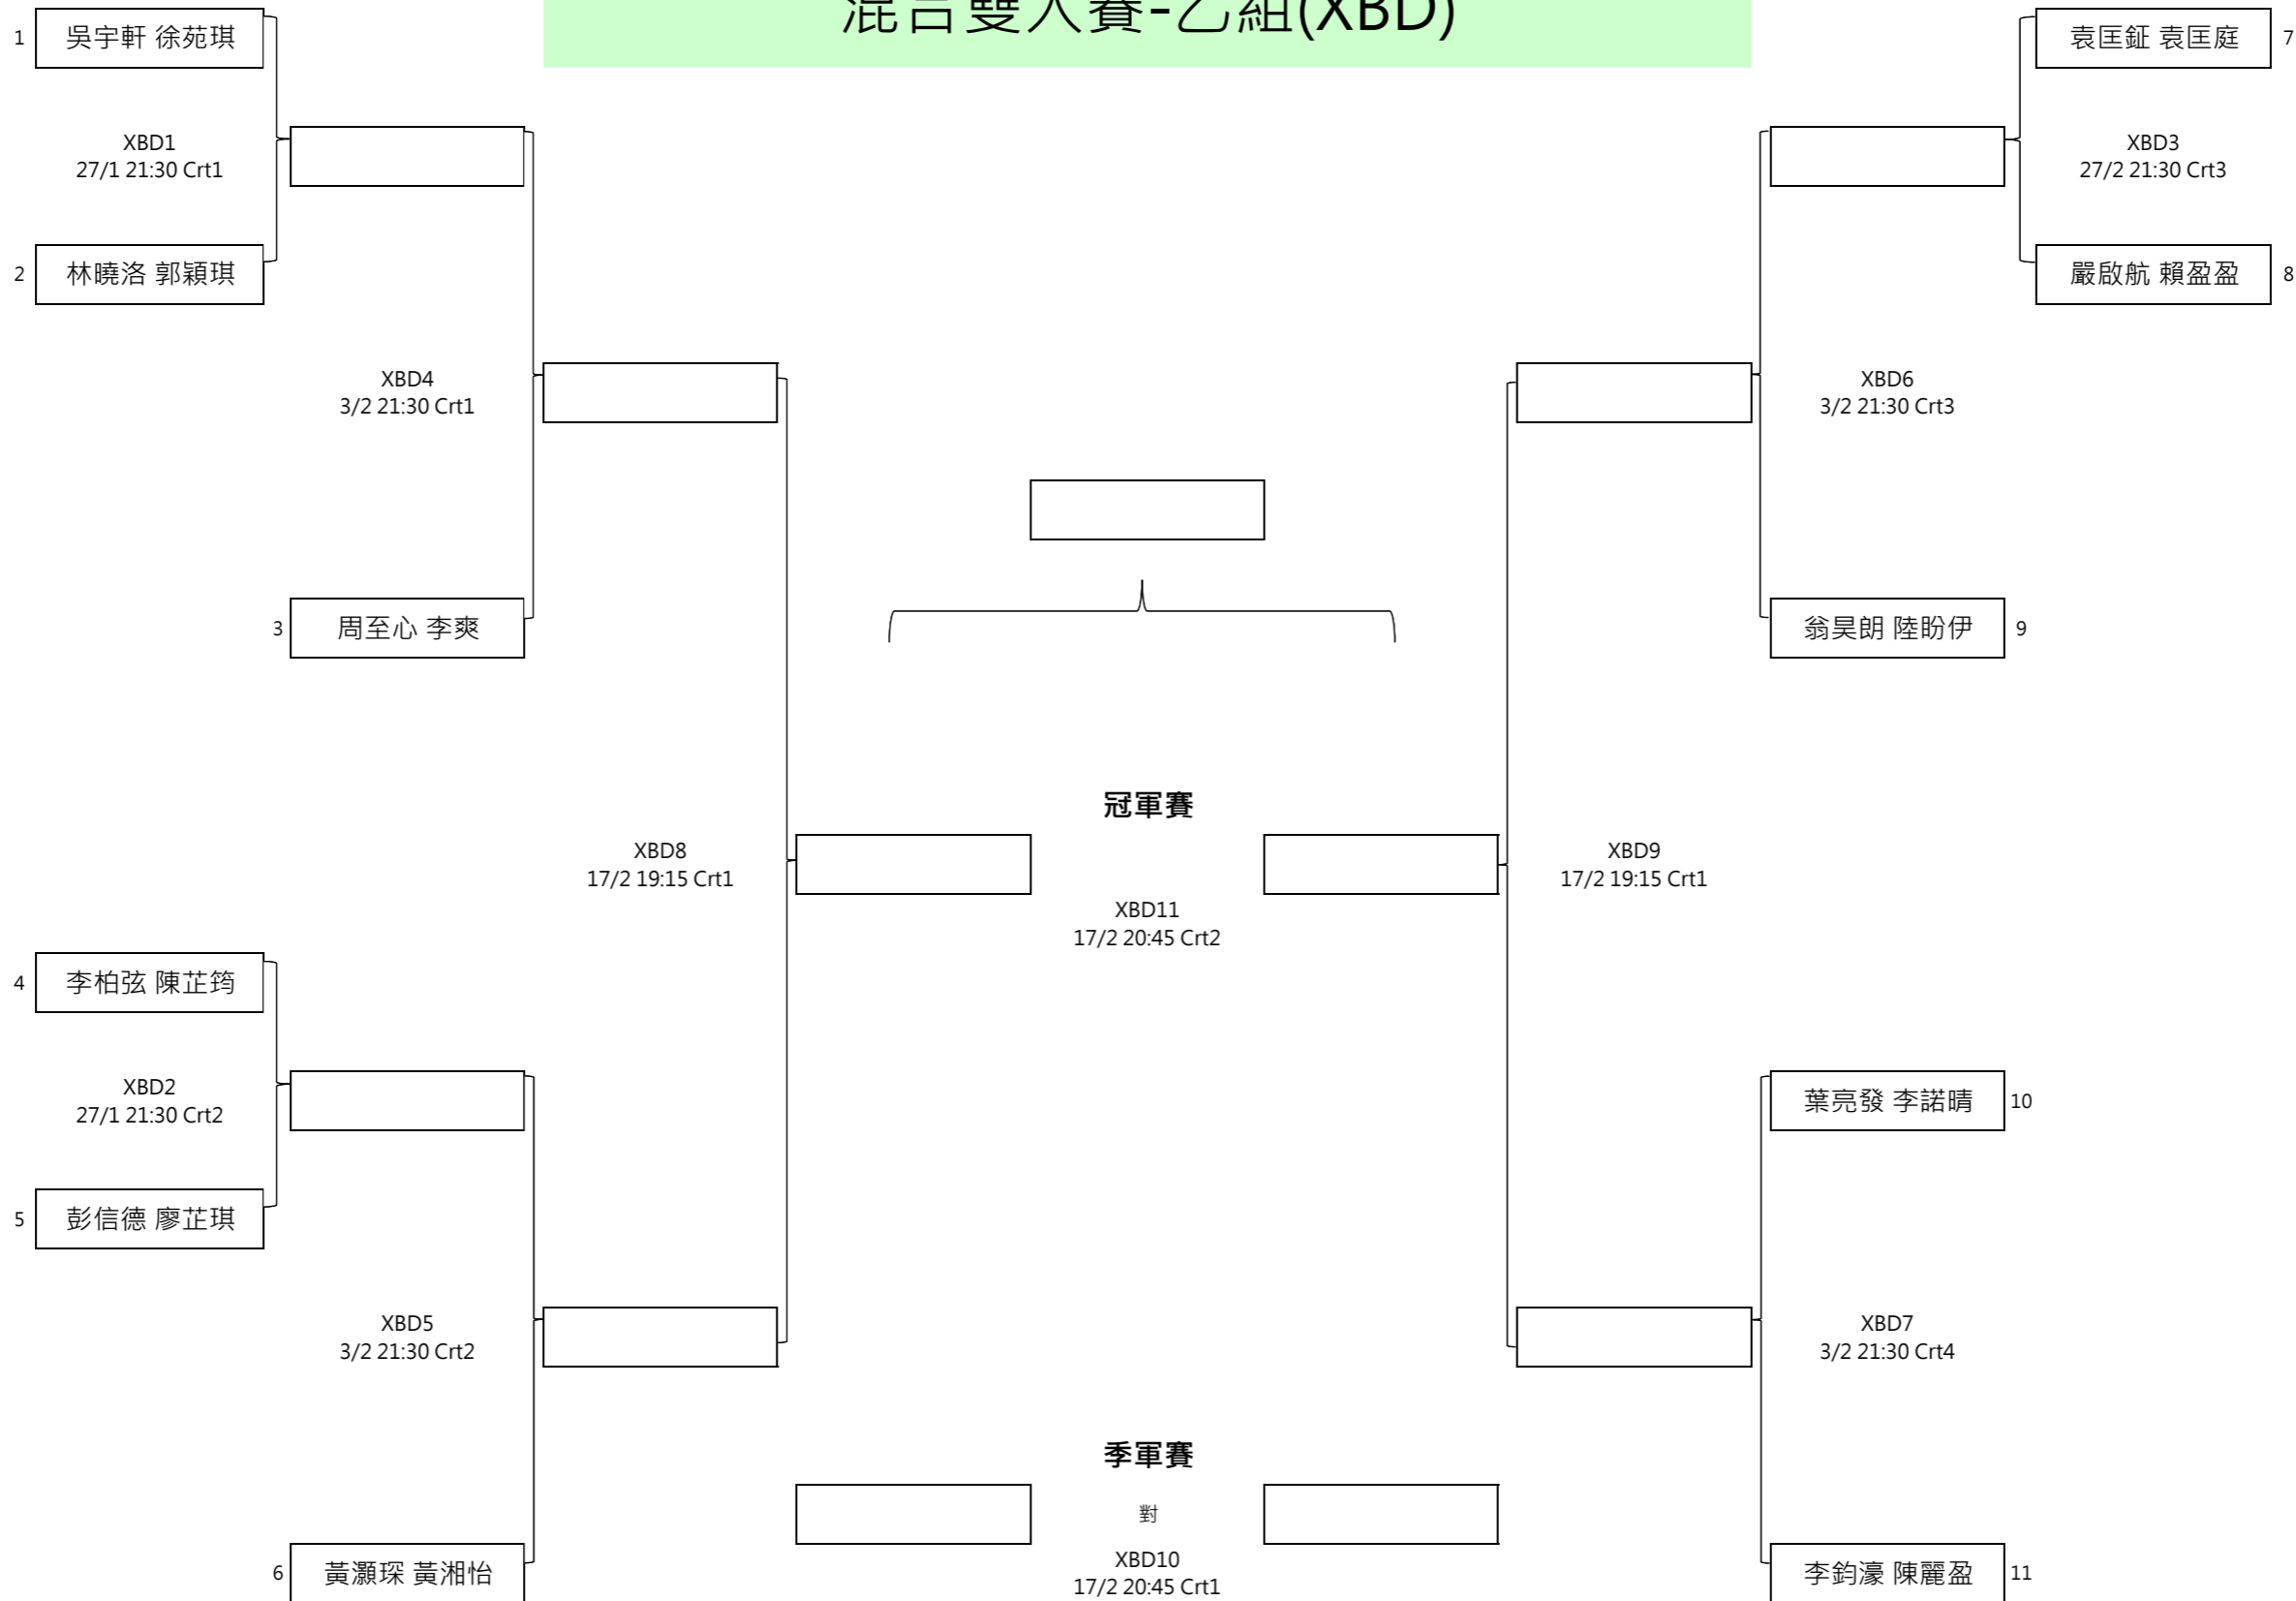 混合雙人賽-乙組(XBD)
1 吳宇軒 徐苑琪
袁匡鉦 袁匡庭 7
XBD1
27/1 21:30 Crt1
XBD3
27/2 21:30 Crt3
2 林曉洛 郭穎琪
嚴啟航 賴盈盈 8
XBD4
3/2 21:30 Crt1
XBD6
3/2 21:30 Crt3
3 周至心 李爽
翁昊朗 陸盼伊 9
冠軍賽
XBD8
17/2 19:15 Crt1
XBD9
17/2 19:15 Crt1
XBD11
17/2 20:45 Crt2
4 李柏弦 陳芷筠
XBD2
27/1 21:30 Crt2
葉亮發 李諾晴 10
5 彭信德 廖芷琪
XBD5
3/2 21:30 Crt2
XBD7
3/2 21:30 Crt4
季軍賽
對
XBD10
17/2 20:45 Crt1
6 黃灝琛 黃湘怡
李鈞濠 陳麗盈 11